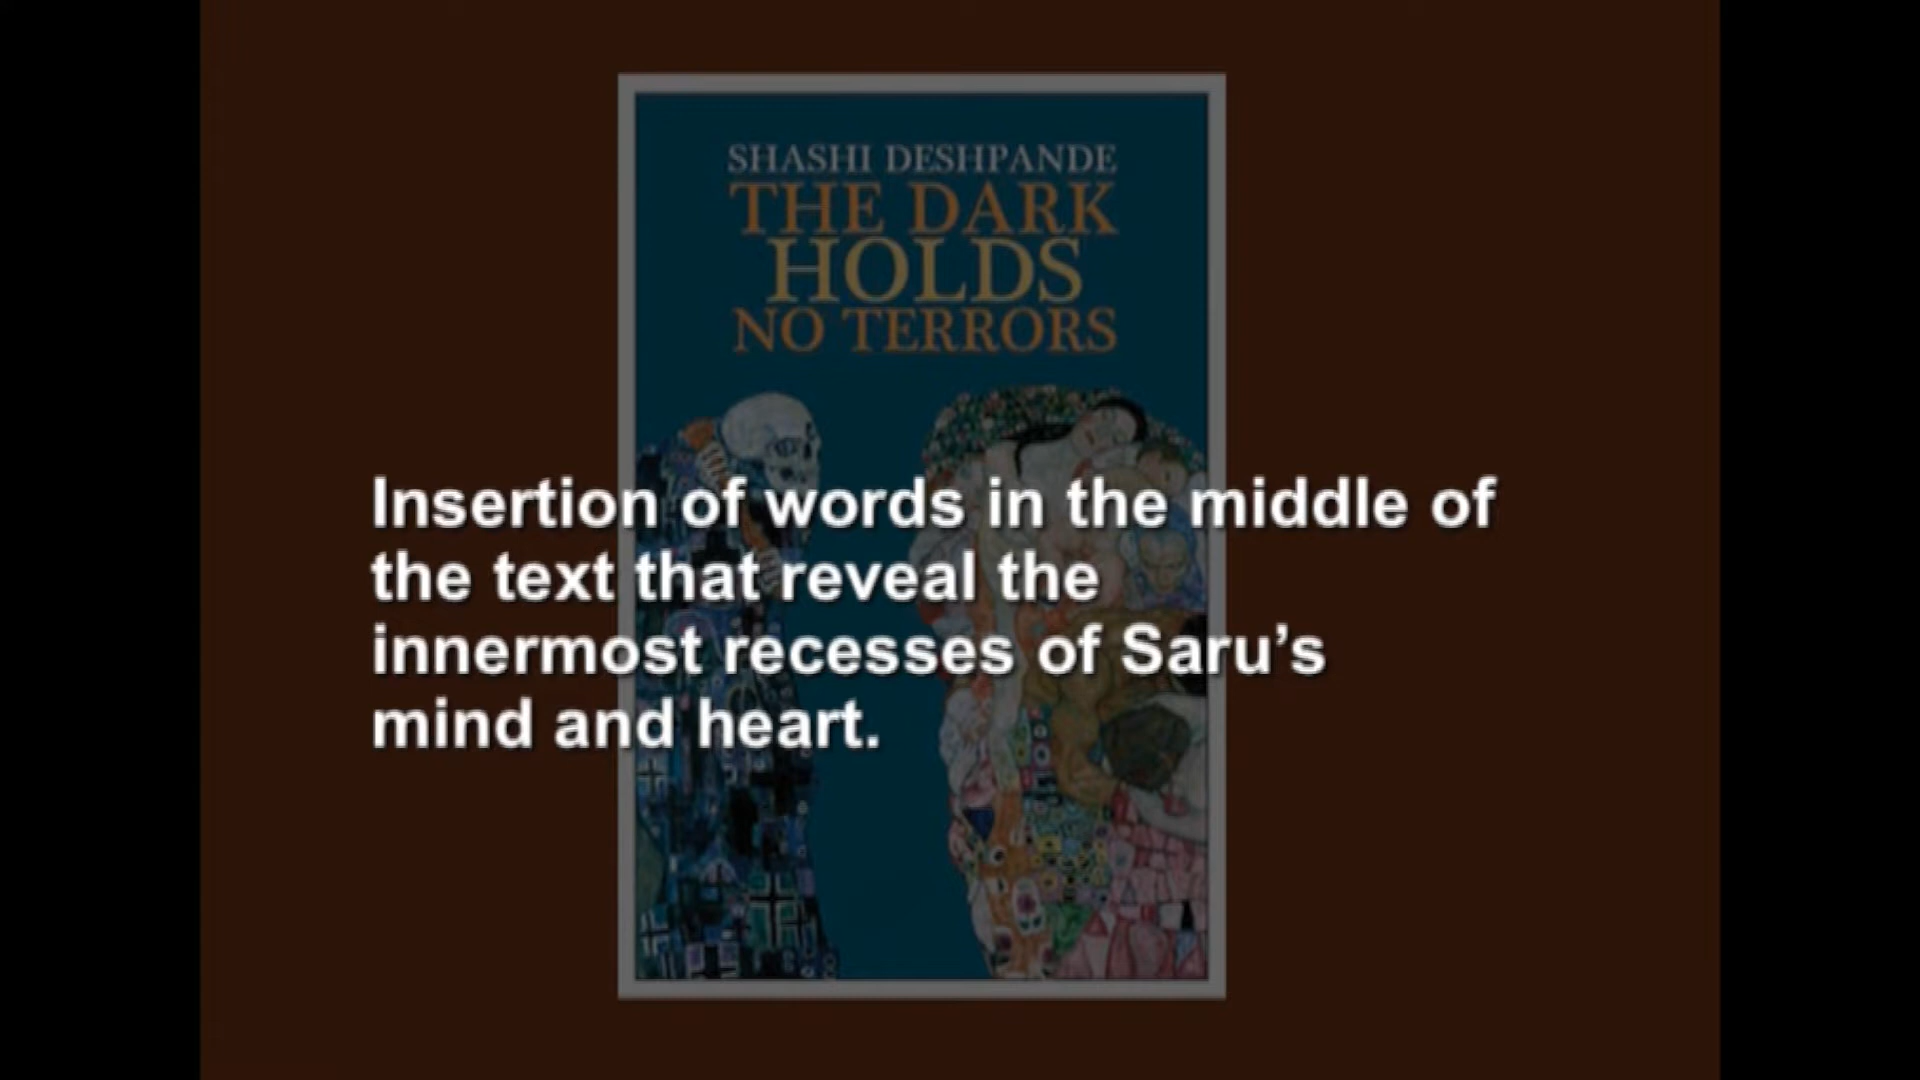 SHASHI DESHPANDE
THE DARK
HOLDS
NO TERRORS
Insertion of words in the middle of
the text that reveal the
innermost recesses of Saru’s
mind and heart.